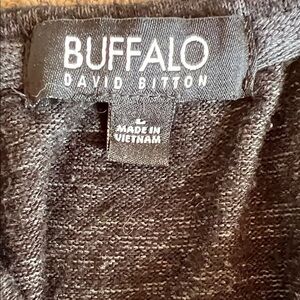 BUFFALO
DAVID BITTON
L
MADE IN
VIETNAM